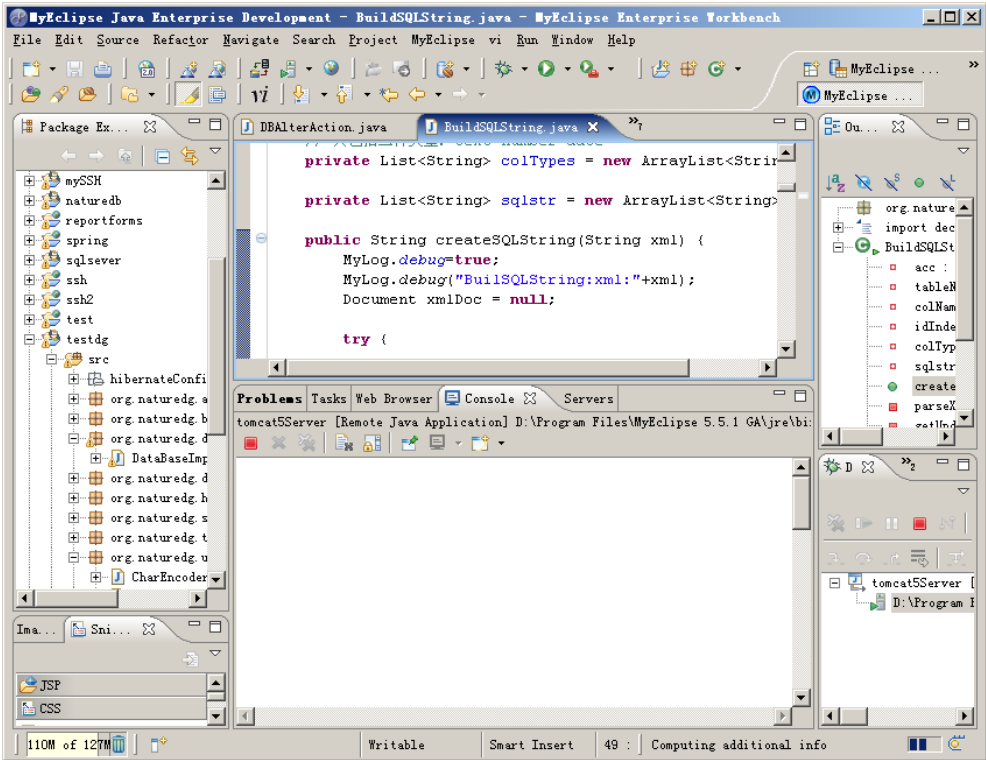 MyEclipse Java Enterprise Development - BuildSQLString.java - MyEclipse Enterprise Workbench
File Edit Source Refactor Navigate Search Project MyEclipse vi Run Window Help
MyEclipse ...
MyEclipse ...
Package Ex...
mySSH
naturedb
reportforms
spring
sqlsever
ssh
ssh2
test
testdg
src
hibernateConfi
org.naturedg.a
org.naturedg.b
org.naturedg.d
DataBaseImp
org.naturedg.d
org.naturedg.h
org.naturedg.s
org.naturedg.t
org.naturedg.u
CharEncoder
Ima... Sni...
JSP
CSS
DBAlterAction.java BuildSQLString.java »7
private List<String> colTypes = new ArrayList<Strin
private List<String> sqlstr = new ArrayList<String>
public String createSQLString(String xml) {
MyLog.debug=true;
MyLog.debug("BuilSQLString:xml:"+xml);
Document xmlDoc = null;
try {
Problems Tasks Web Browser Console Servers
tomcat5Server [Remote Java Application] D:\Program Files\MyEclipse 5.5.1 GA\jre\bi:
Ou...
org.nature
import dec
BuildSQLSt
acc :
tableN
colNam
idInde
colTyp
sqlstr
create
parseX
getUnd
D »2
tomcat5Server [
D:\Program F
110M of 127M Writable Smart Insert 49 : Computing additional info